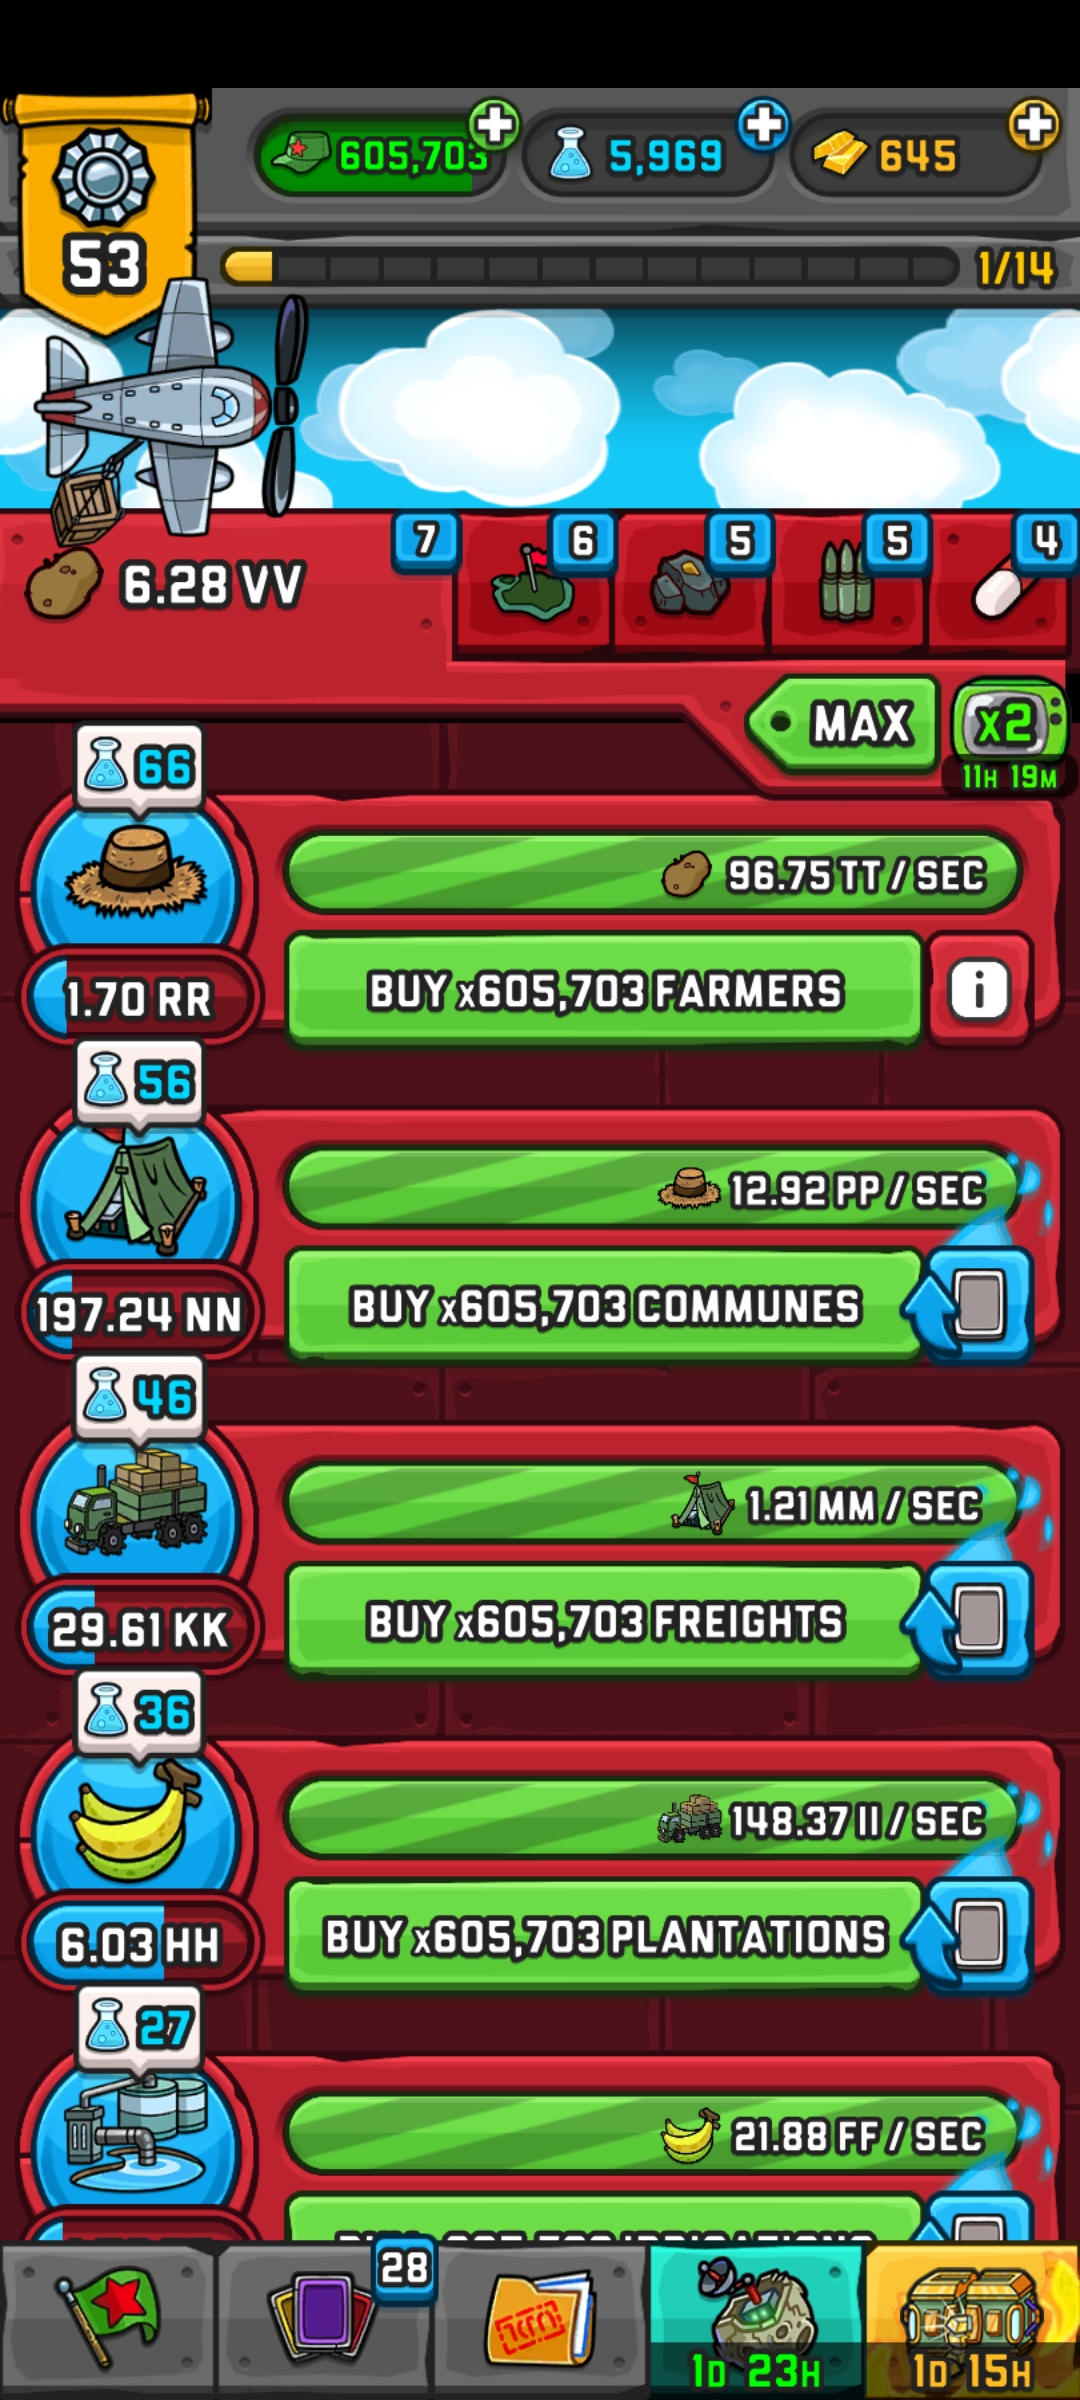 605,703
5,969
645
53
1/14
6.28 VV
7
6
5
5
4
MAX
x2
11H 19M
66
96.75 TT / SEC
1.70 RR
BUY x605,703 FARMERS
i
56
12.92 PP / SEC
197.24 NN
BUY x605,703 COMMUNES
46
1.21 MM / SEC
29.61 KK
BUY x605,703 FREIGHTS
36
148.37 II / SEC
6.03 HH
BUY x605,703 PLANTATIONS
27
21.88 FF / SEC
28
1D 23H
1D 15H